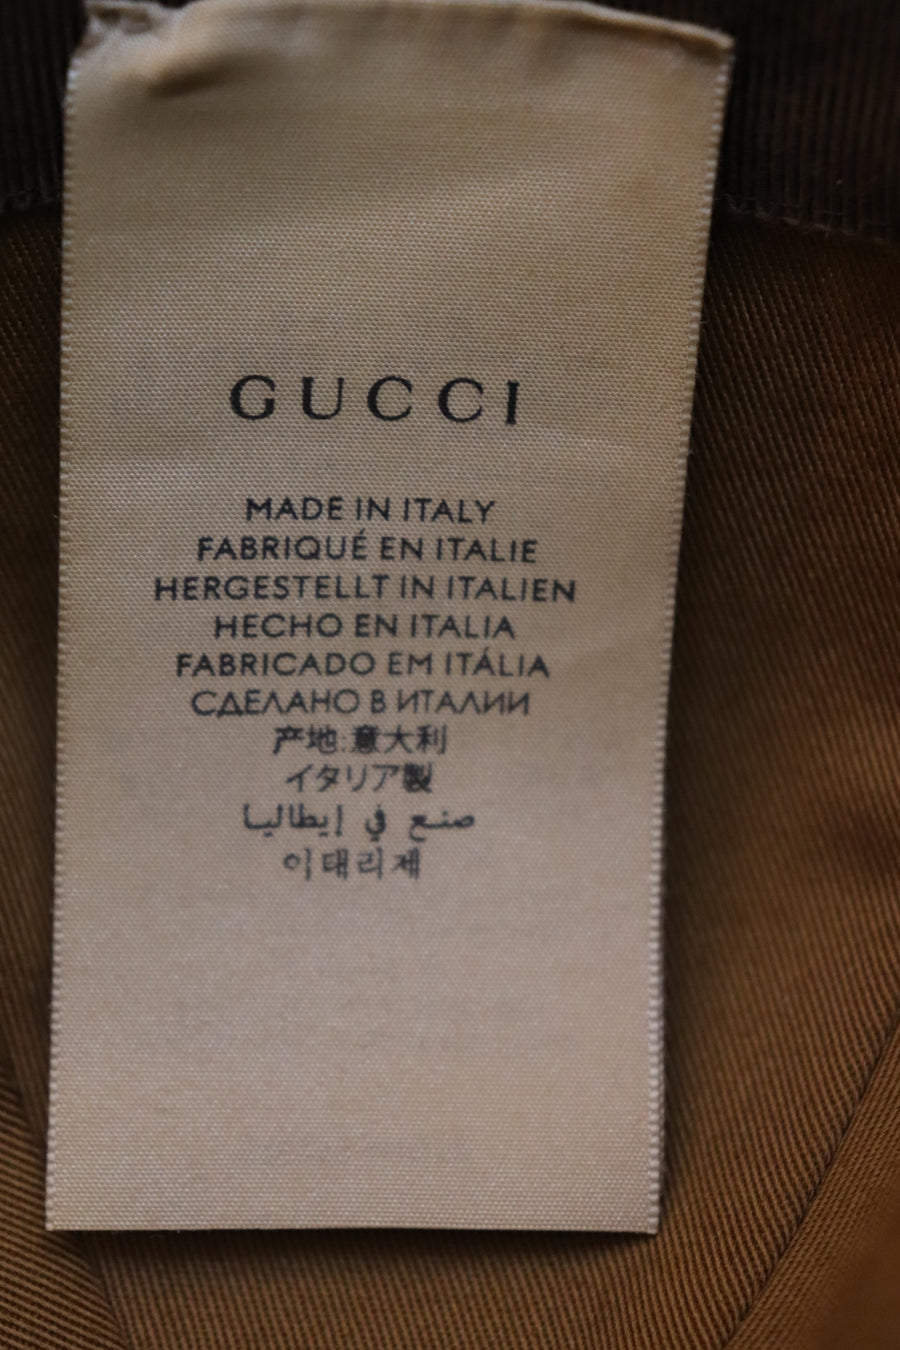 GUCCI
MADE IN ITALY
FABRIQUÉ EN ITALIE
HERGESTELLT IN ITALIEN
HECHO EN ITALIA
FABRICADO EM ITÁLIA
СДЕЛАНО В ИТАЛИИ
产地:意大利
イタリア製
صنع في إيطاليا
이태리제